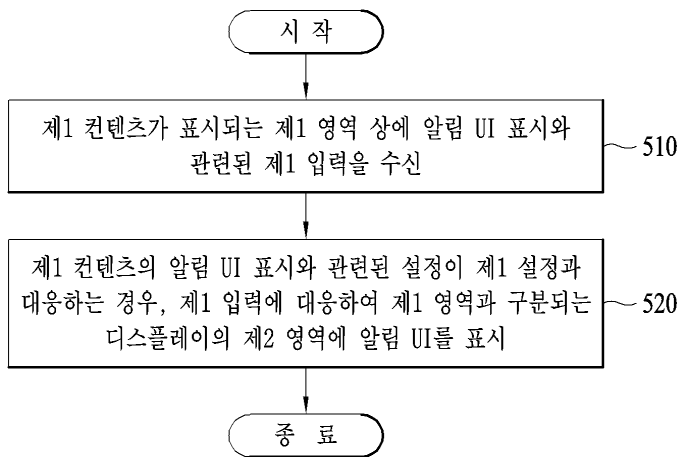 시 작
제1 컨텐츠가 표시되는 제1 영역 상에 알림 UI 표시와
관련된 제1 입력을 수신
510
제1 컨텐츠의 알림 UI 표시와 관련된 설정이 제1 설정과
대응하는 경우, 제1 입력에 대응하여 제1 영역과 구분되는
디스플레이의 제2 영역에 알림 UI를 표시
520
종 료